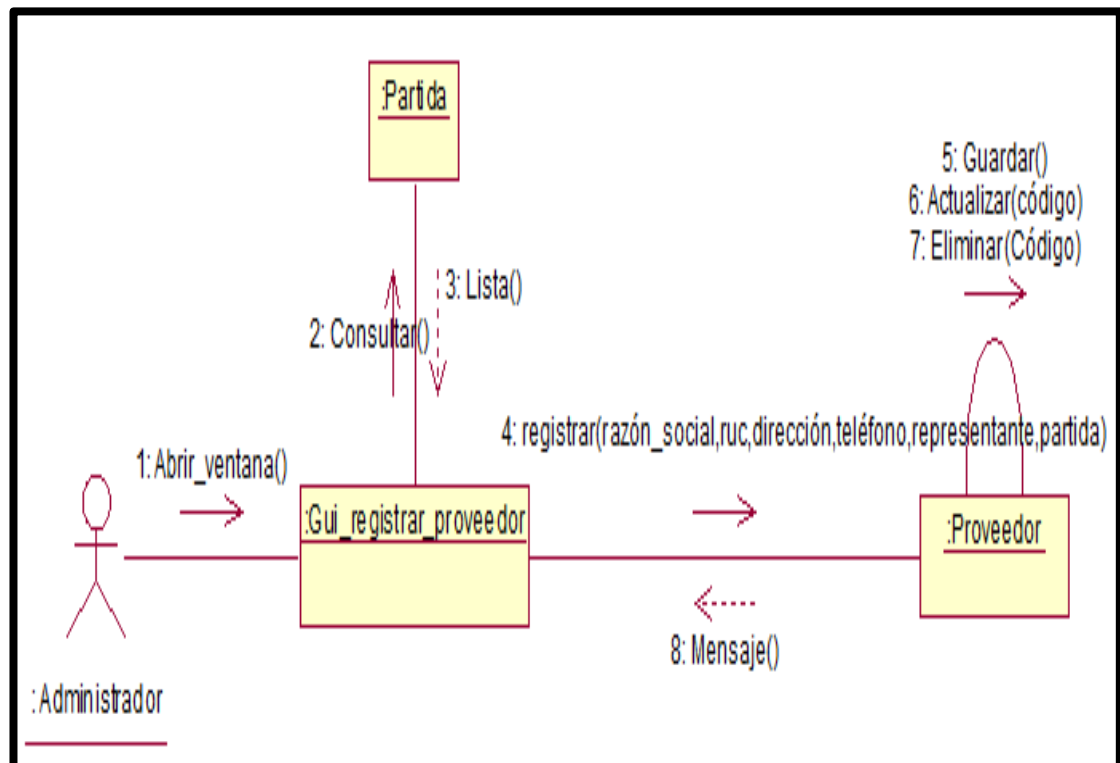 :Partida
5: Guardar()
6: Actualizar(código)
7: Eliminar(Código)
3: Lista()
2: Consultar()
4: registrar(razón_social,ruc,dirección,teléfono,representante,partida)
1: Abrir_ventana()
:Gui_registrar_proveedor
:Proveedor
8: Mensaje()
: Administrador